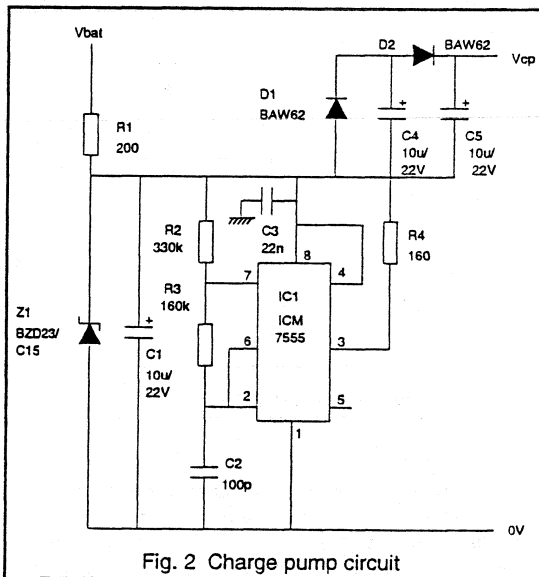 Vbat
D2
BAW62
Vcp
D1
BAW62
R1
200
C4
10u/
22V
C5
10u/
22V
R2
330k
C3
22n
R4
160
8
7
4
R3
160k
IC1
ICM
7555
Z1
BZD23/
C15
6
3
C1
10u/
22V
2
5
1
C2
100p
0V
Fig. 2 Charge pump circuit